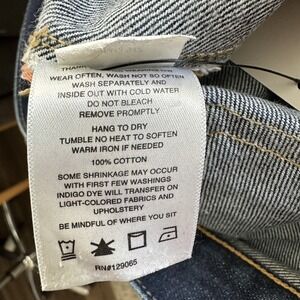 WEAR OFTEN, WASH NOT SO OFTEN
WASH SEPARATELY AND
INSIDE OUT WITH COLD WATER
DO NOT BLEACH
REMOVE PROMPTLY
HANG TO DRY
TUMBLE NO HEAT TO SOFTEN
WARM IRON IF NEEDED
100% COTTON
SOME SHRINKAGE MAY OCCUR
WITH FIRST FEW WASHINGS
INDIGO DYE WILL TRANSFER ON
LIGHT-COLORED FABRICS AND
UPHOLSTERY
BE MINDFUL OF WHERE YOU SIT
RN#129065